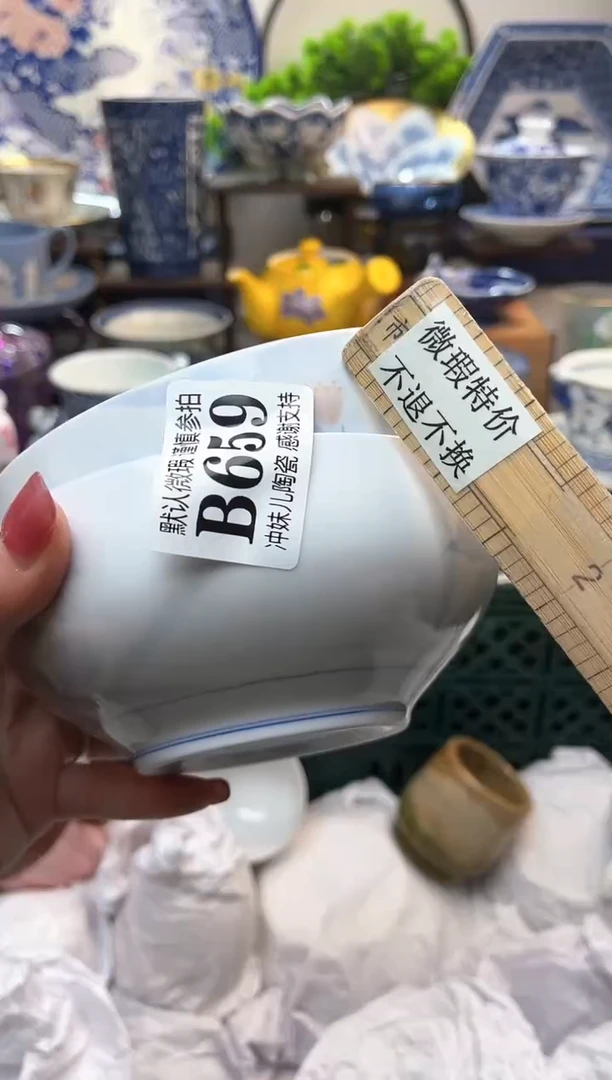 默认微瑕谨慎参拍
B659
冲妹儿陶瓷 感谢支持
市
微瑕特价
不退不换
2